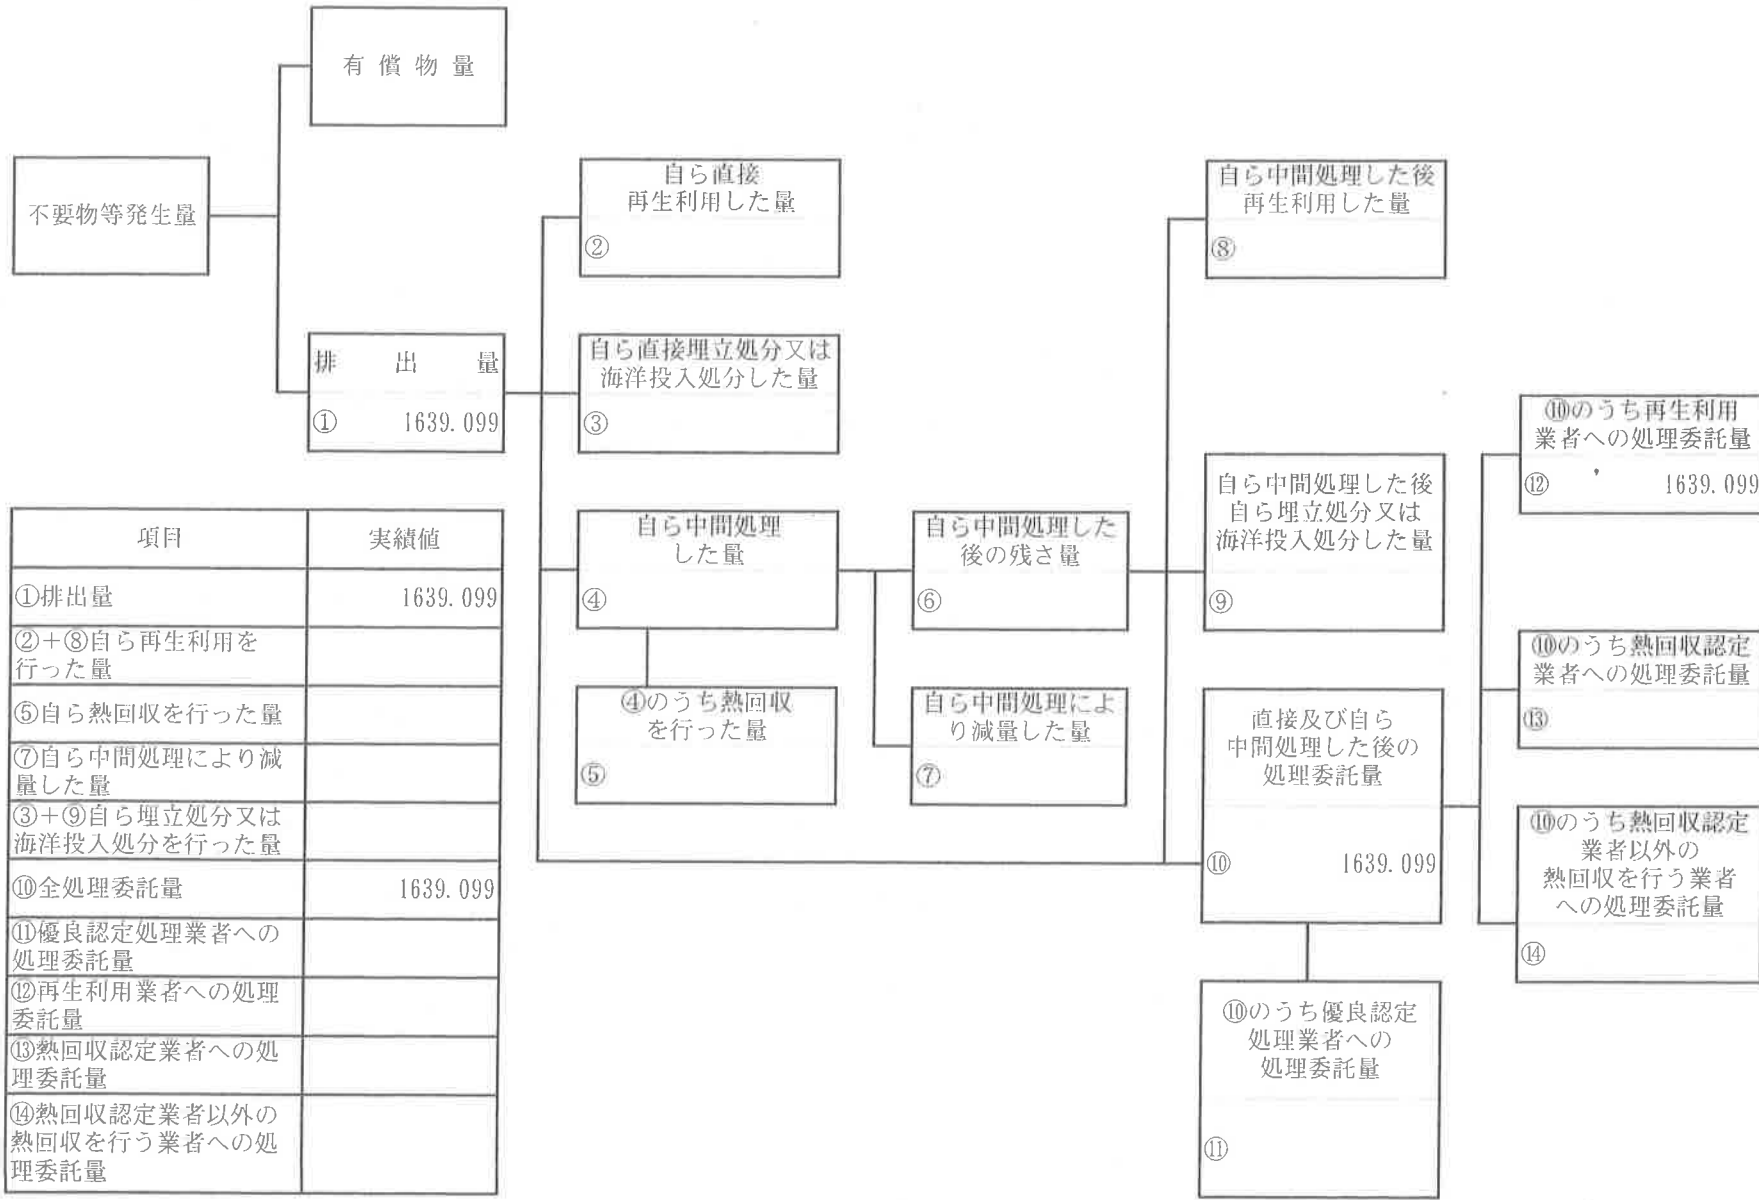 有償物量
不要物等発生量
排出量
① 1639.099
自ら直接
再生利用した量
②
自ら直接埋立処分又は
海洋投入処分した量
③
自ら中間処理
した量
④
④のうち熱回収
を行った量
⑤
自ら中間処理した
後の残さ量
⑥
自ら中間処理によ
り減量した量
⑦
自ら中間処理した後
再生利用した量
⑧
自ら中間処理した後
自ら埋立処分又は
海洋投入処分した量
⑨
直接及び自ら
中間処理した後の
処理委託量
⑩ 1639.099
⑩のうち優良認定
処理業者への
処理委託量
⑪
⑩のうち再生利用
業者への処理委託量
⑫ 1639.099
⑩のうち熱回収認定
業者への処理委託量
⑬
⑩のうち熱回収認定
業者以外の
熱回収を行う業者
への処理委託量
⑭
項目 実績値
①排出量 1639.099
②+⑧自ら再生利用を
行った量
⑤自ら熱回収を行った量
⑦自ら中間処理により減
量した量
③+⑨自ら埋立処分又は
海洋投入処分を行った量
⑩全処理委託量 1639.099
⑪優良認定処理業者への
処理委託量
⑫再生利用業者への処理
委託量
⑬熱回収認定業者への処
理委託量
⑭熱回収認定業者以外の
熱回収を行う業者への処
理委託量